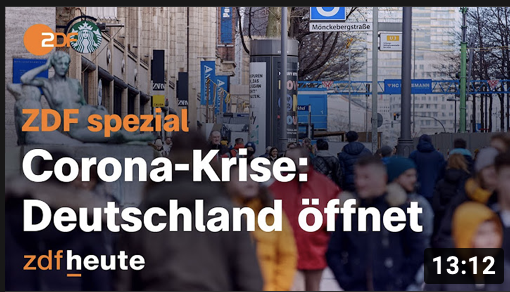 ZDF
U Mönckebergstraße
ZDF spezial
Corona-Krise:
Deutschland öffnet
zdfheute
13:12